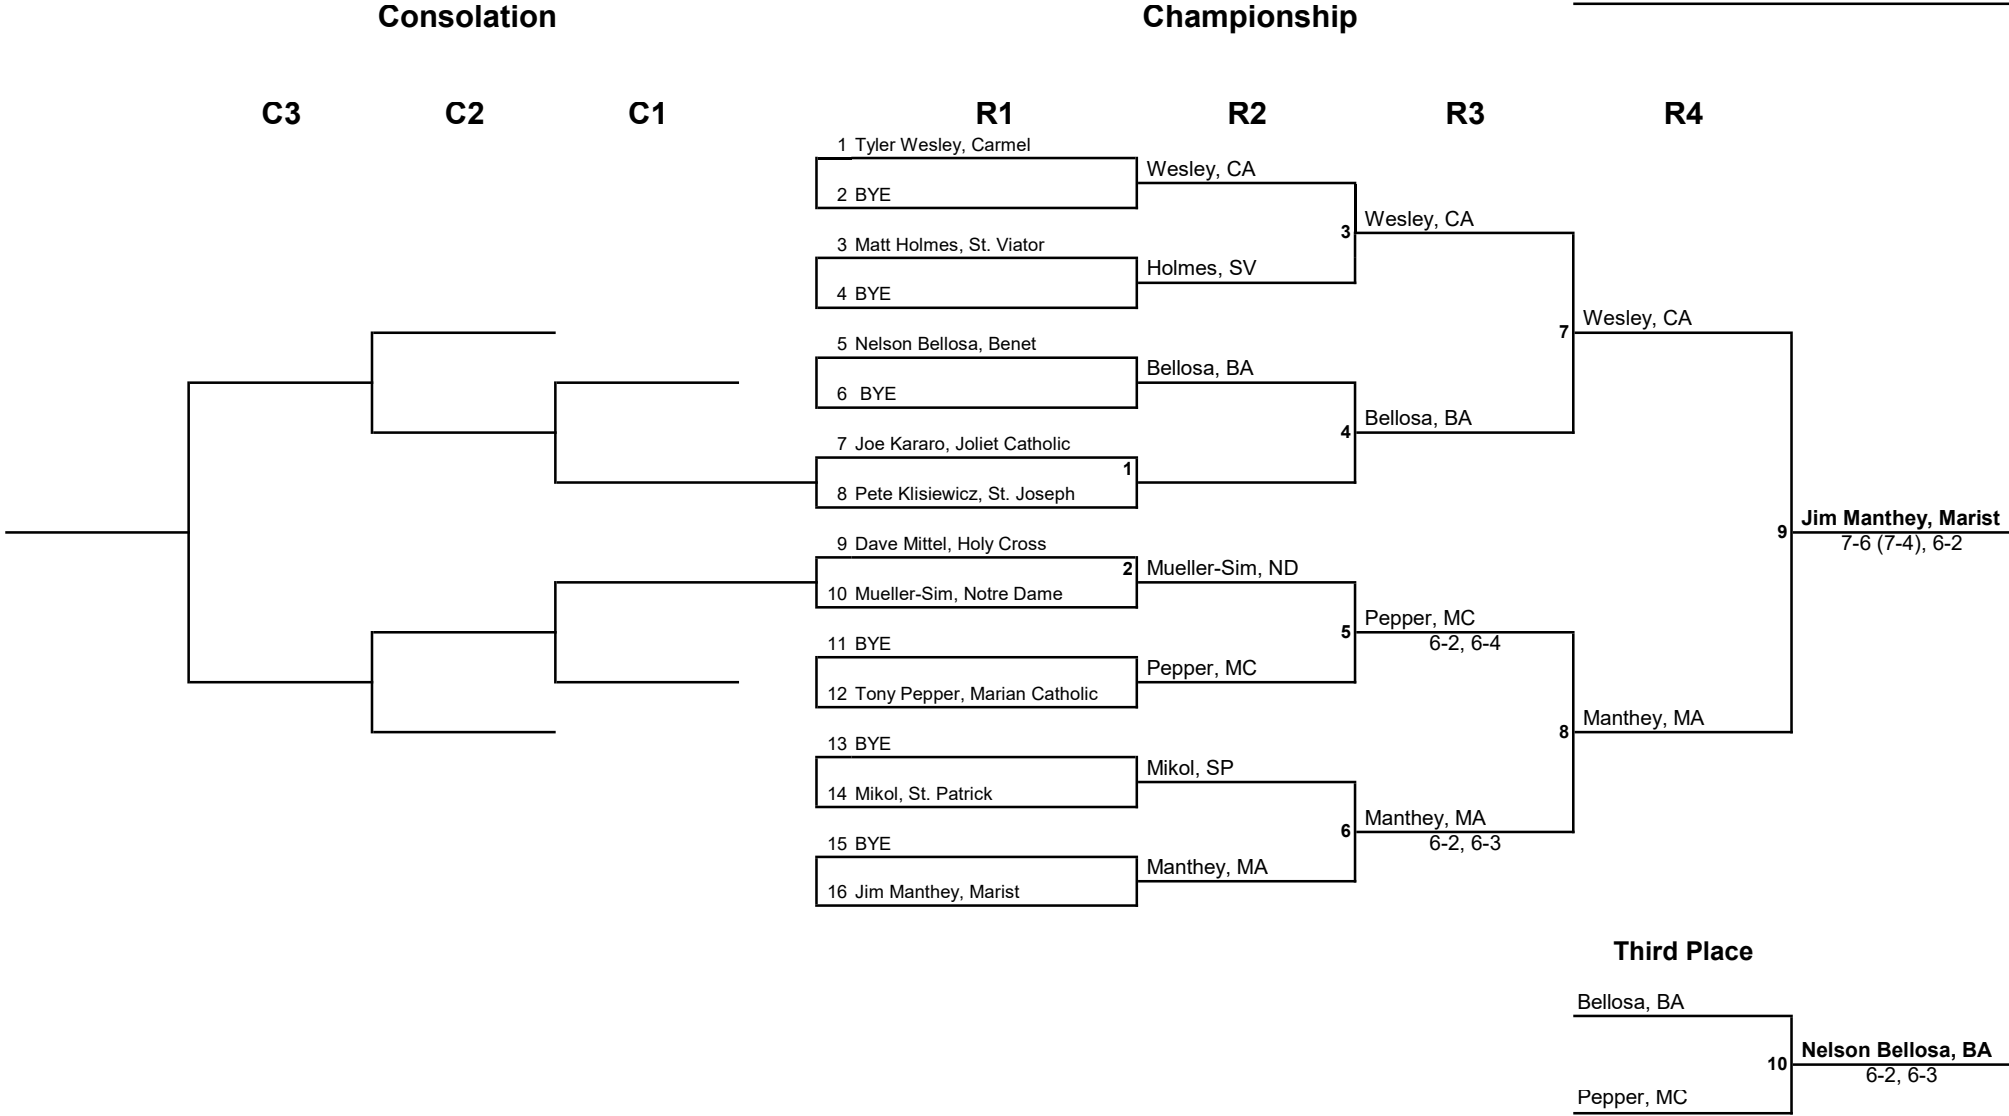 Consolation
Championship
C3 C2 C1 R1 R2 R3 R4
1 Tyler Wesley, Carmel
Wesley, CA
2 BYE
Wesley, CA
3
3 Matt Holmes, St. Viator
Holmes, SV
4 BYE
Wesley, CA
7
5 Nelson Bellosa, Benet
Bellosa, BA
6 BYE
Bellosa, BA
4
7 Joe Kararo, Joliet Catholic
1
8 Pete Klisiewicz, St. Joseph
Jim Manthey, Marist
9
7-6 (7-4), 6-2
9 Dave Mittel, Holy Cross
2
Mueller-Sim, ND
10 Mueller-Sim, Notre Dame
Pepper, MC
5
6-2, 6-4
11 BYE
Pepper, MC
12 Tony Pepper, Marian Catholic
Manthey, MA
8
13 BYE
Mikol, SP
14 Mikol, St. Patrick
Manthey, MA
6
6-2, 6-3
15 BYE
Manthey, MA
16 Jim Manthey, Marist
Third Place
Bellosa, BA
Nelson Bellosa, BA
10
6-2, 6-3
Pepper, MC